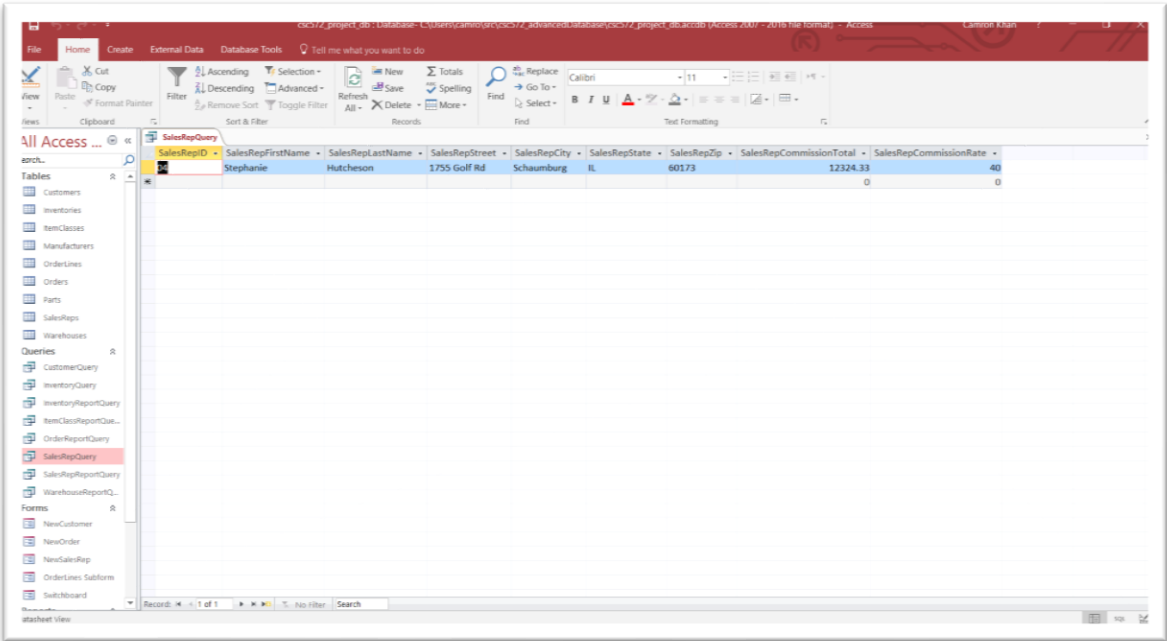 csc572_project_db : Database- C:\Users\camro\src\csc572_advancedDatabase\csc572_project_db.accdb (Access 2007 - 2016 file format) - Access Camron Khan ?
File Home Create External Data Database Tools Tell me what you want to do
View Paste Cut Copy Format Painter
Filter Ascending Descending Remove Sort Selection Advanced Toggle Filter
Refresh All New Save Delete Totals Spelling More
Find Replace Go To Select
Calibri 11
B I U A
Views Clipboard Sort & Filter Records Find Text Formatting
All Access ... «
earch..
Tables
Customers
Inventories
ItemClasses
Manufacturers
OrderLines
Orders
Parts
SalesReps
Warehouses
Queries
CustomerQuery
InventoryQuery
InventoryReportQuery
ItemClassReportQue...
OrderReportQuery
SalesRepQuery
SalesRepReportQuery
WarehouseReportQ...
Forms
NewCustomer
NewOrder
NewSalesRep
OrderLines Subform
Switchboard
SalesRepQuery
SalesRepID SalesRepFirstName SalesRepLastName SalesRepStreet SalesRepCity SalesRepState SalesRepZip SalesRepCommissionTotal SalesRepCommissionRate
Stephanie Hutcheson 1755 Golf Rd Schaumburg IL 60173 12324.33 40
0 0
Record: 1 of 1 No Filter Search
atasheet View SQL